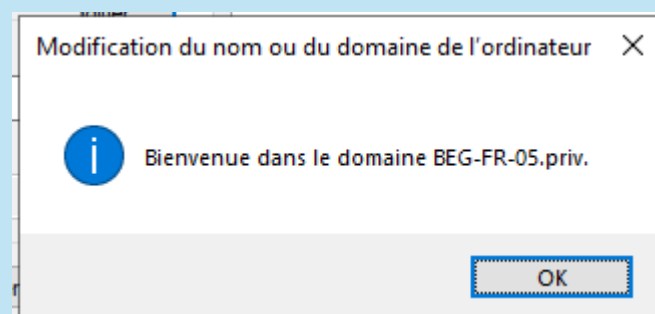 Modification du nom ou du domaine de l'ordinateur
Bienvenue dans le domaine BEG-FR-05.priv.
OK